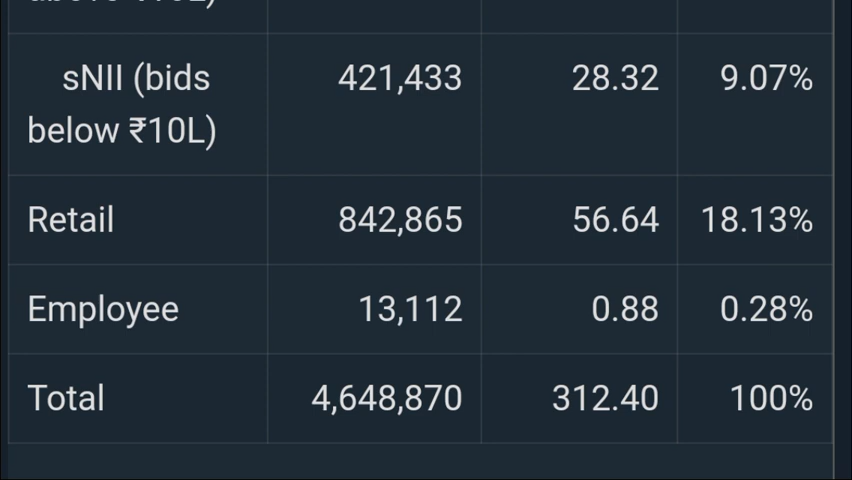 sNII (bids 421,433 28.32 9.07%
below ₹10L)
Retail 842,865 56.64 18.13%
Employee 13,112 0.88 0.28%
Total 4,648,870 312.40 100%